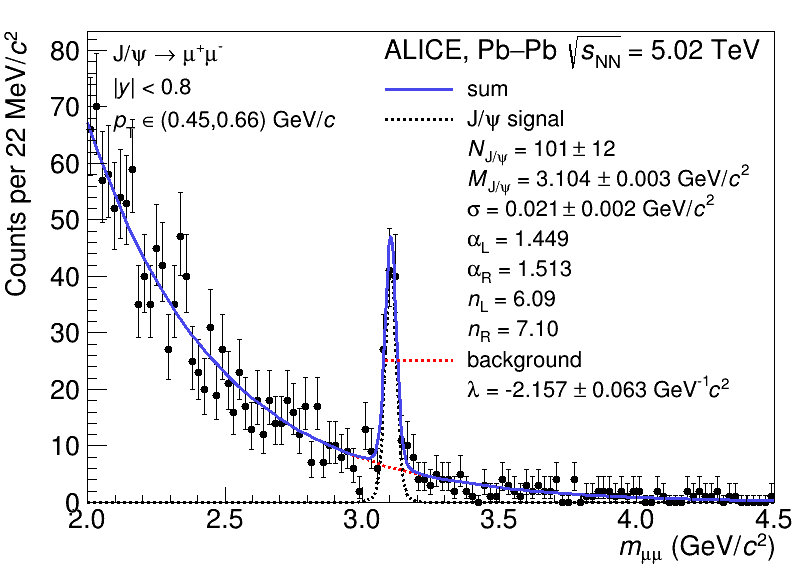 Counts per 22 MeV/c²
80
70
60
50
40
30
20
10
0
J/ψ → μ⁺μ⁻
|y| < 0.8
p_T ∈ (0.45,0.66) GeV/c
ALICE, Pb–Pb √s_NN = 5.02 TeV
sum
J/ψ signal
N_J/ψ = 101 ± 12
M_J/ψ = 3.104 ± 0.003 GeV/c²
σ = 0.021 ± 0.002 GeV/c²
α_L = 1.449
α_R = 1.513
n_L = 6.09
n_R = 7.10
background
λ = -2.157 ± 0.063 GeV⁻¹c²
2.0 2.5 3.0 3.5 4.0 4.5
m_μμ (GeV/c²)